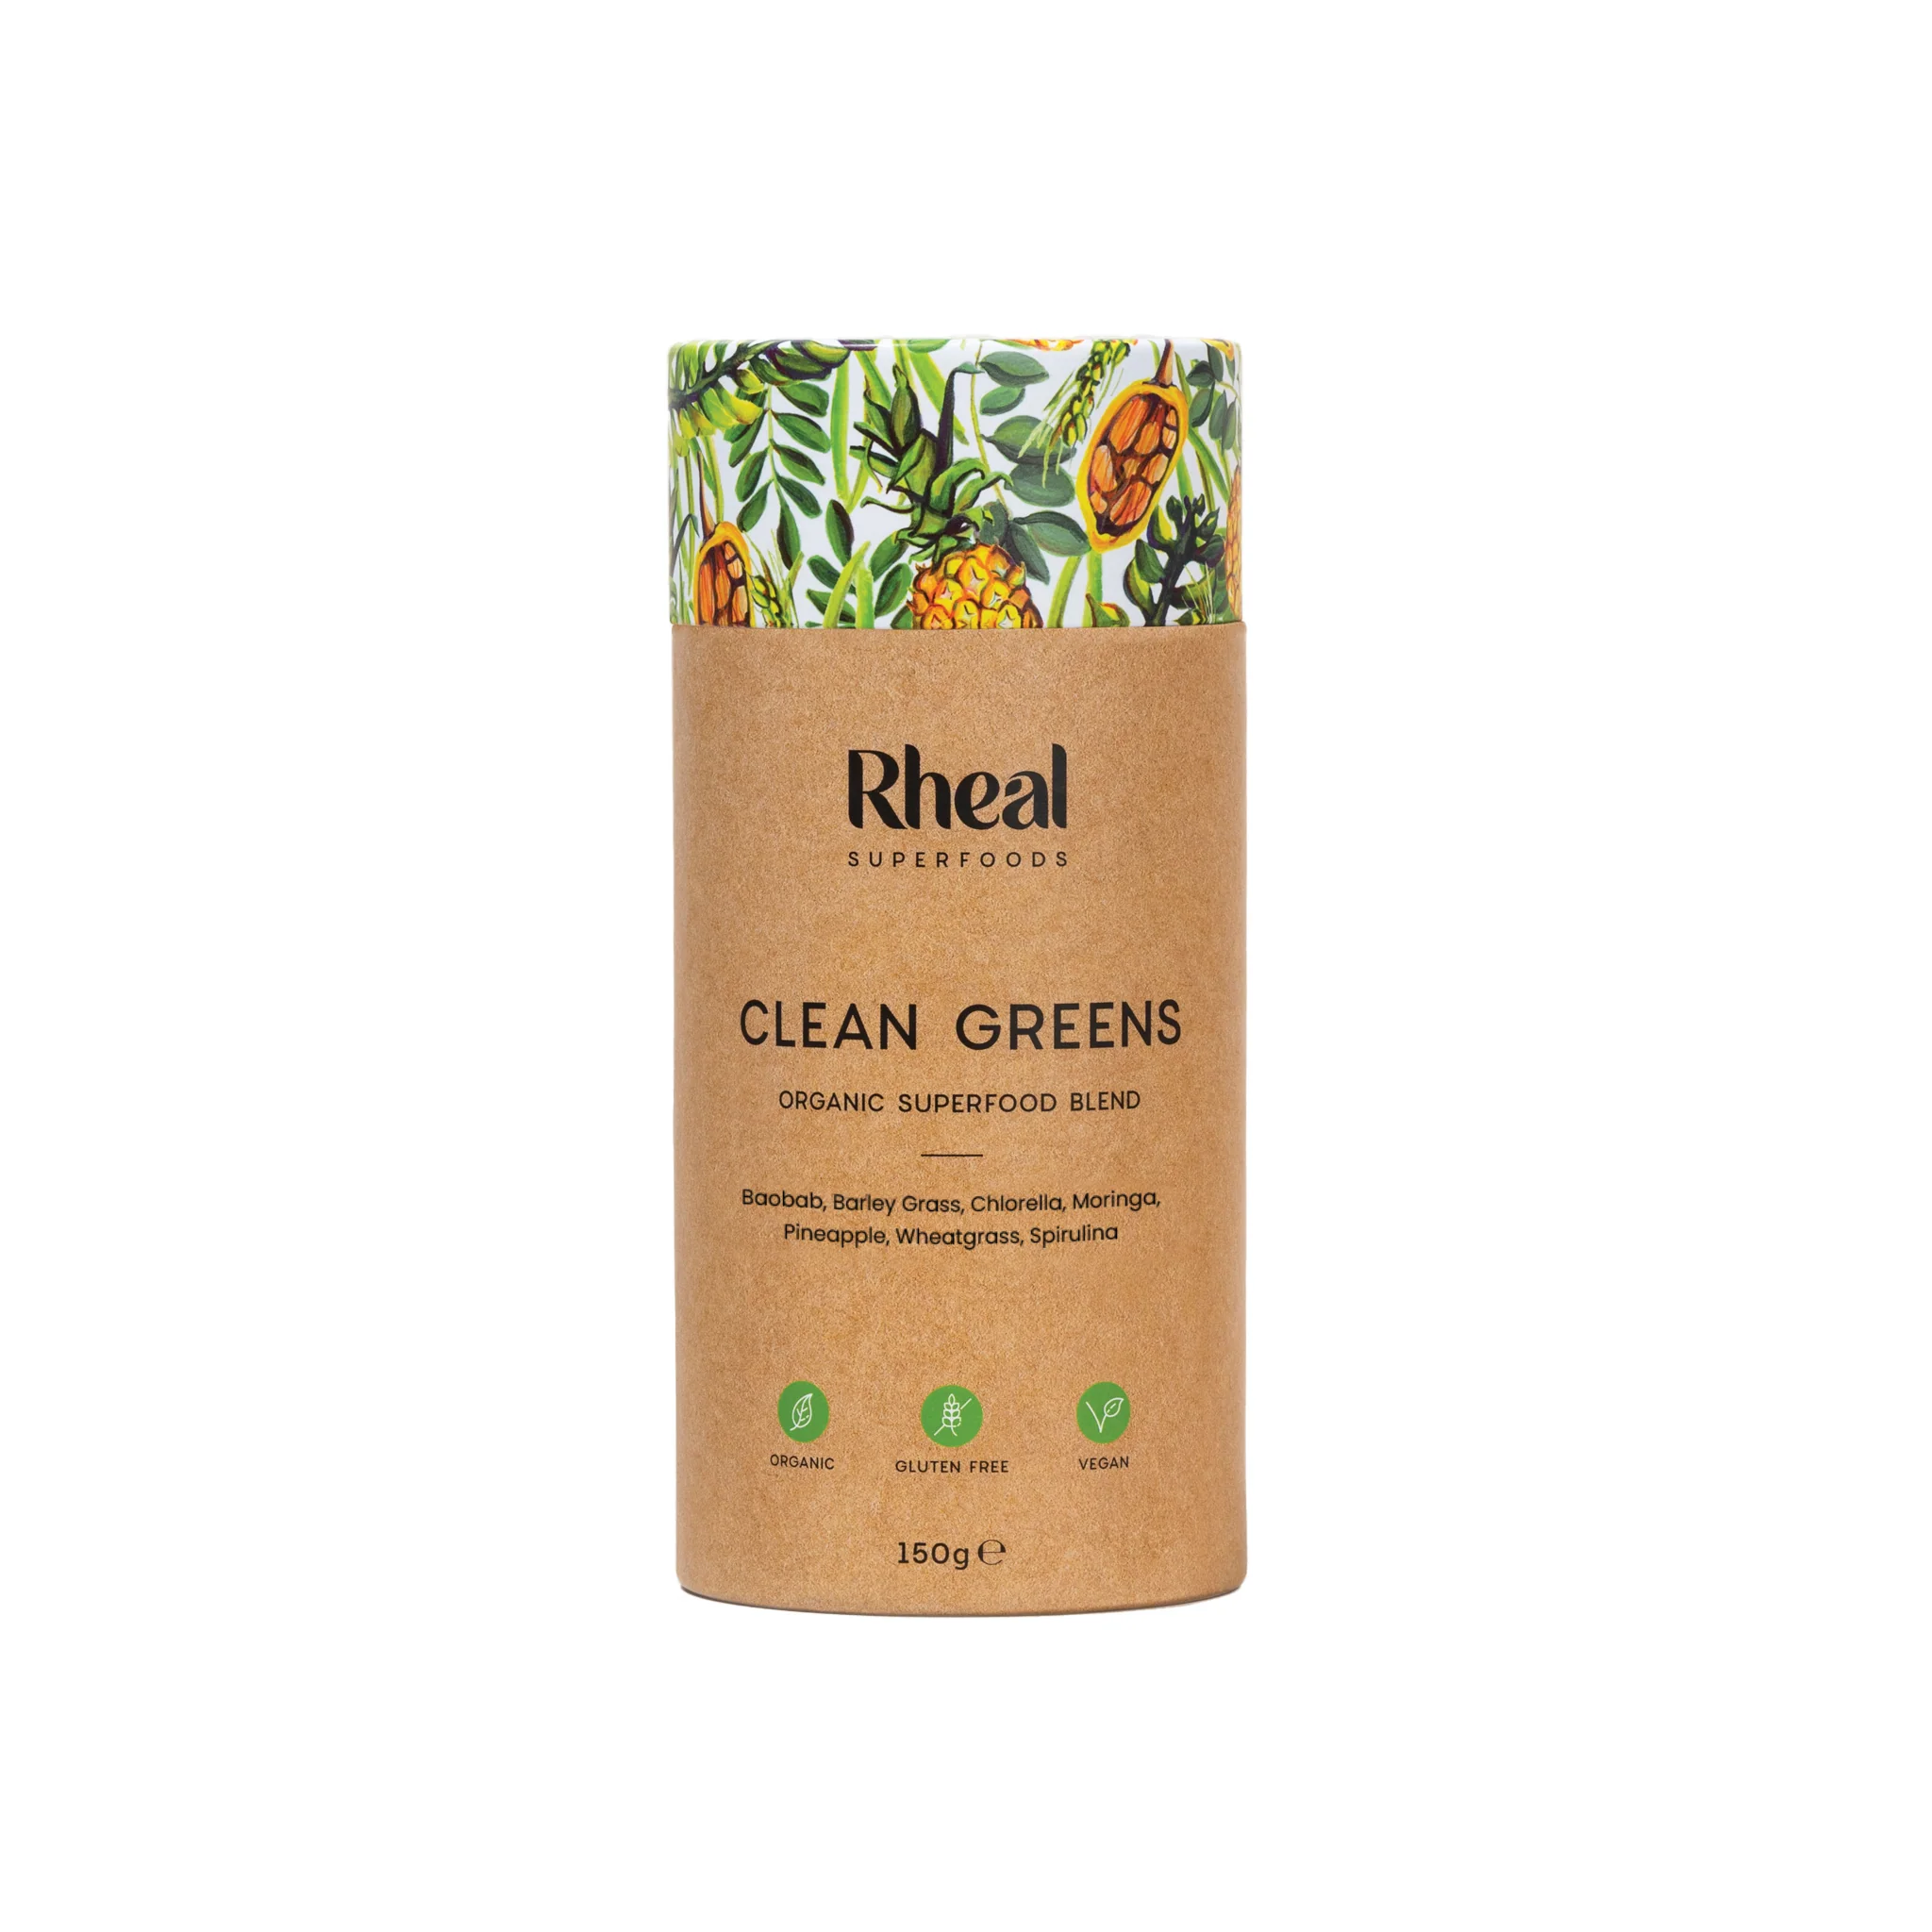 Rheal
SUPERFOODS
CLEAN GREENS
ORGANIC SUPERFOOD BLEND
Baobab, Barley Grass, Chlorella, Moringa,
Pineapple, Wheatgrass, Spirulina
ORGANIC GLUTEN FREE VEGAN
150g ℮